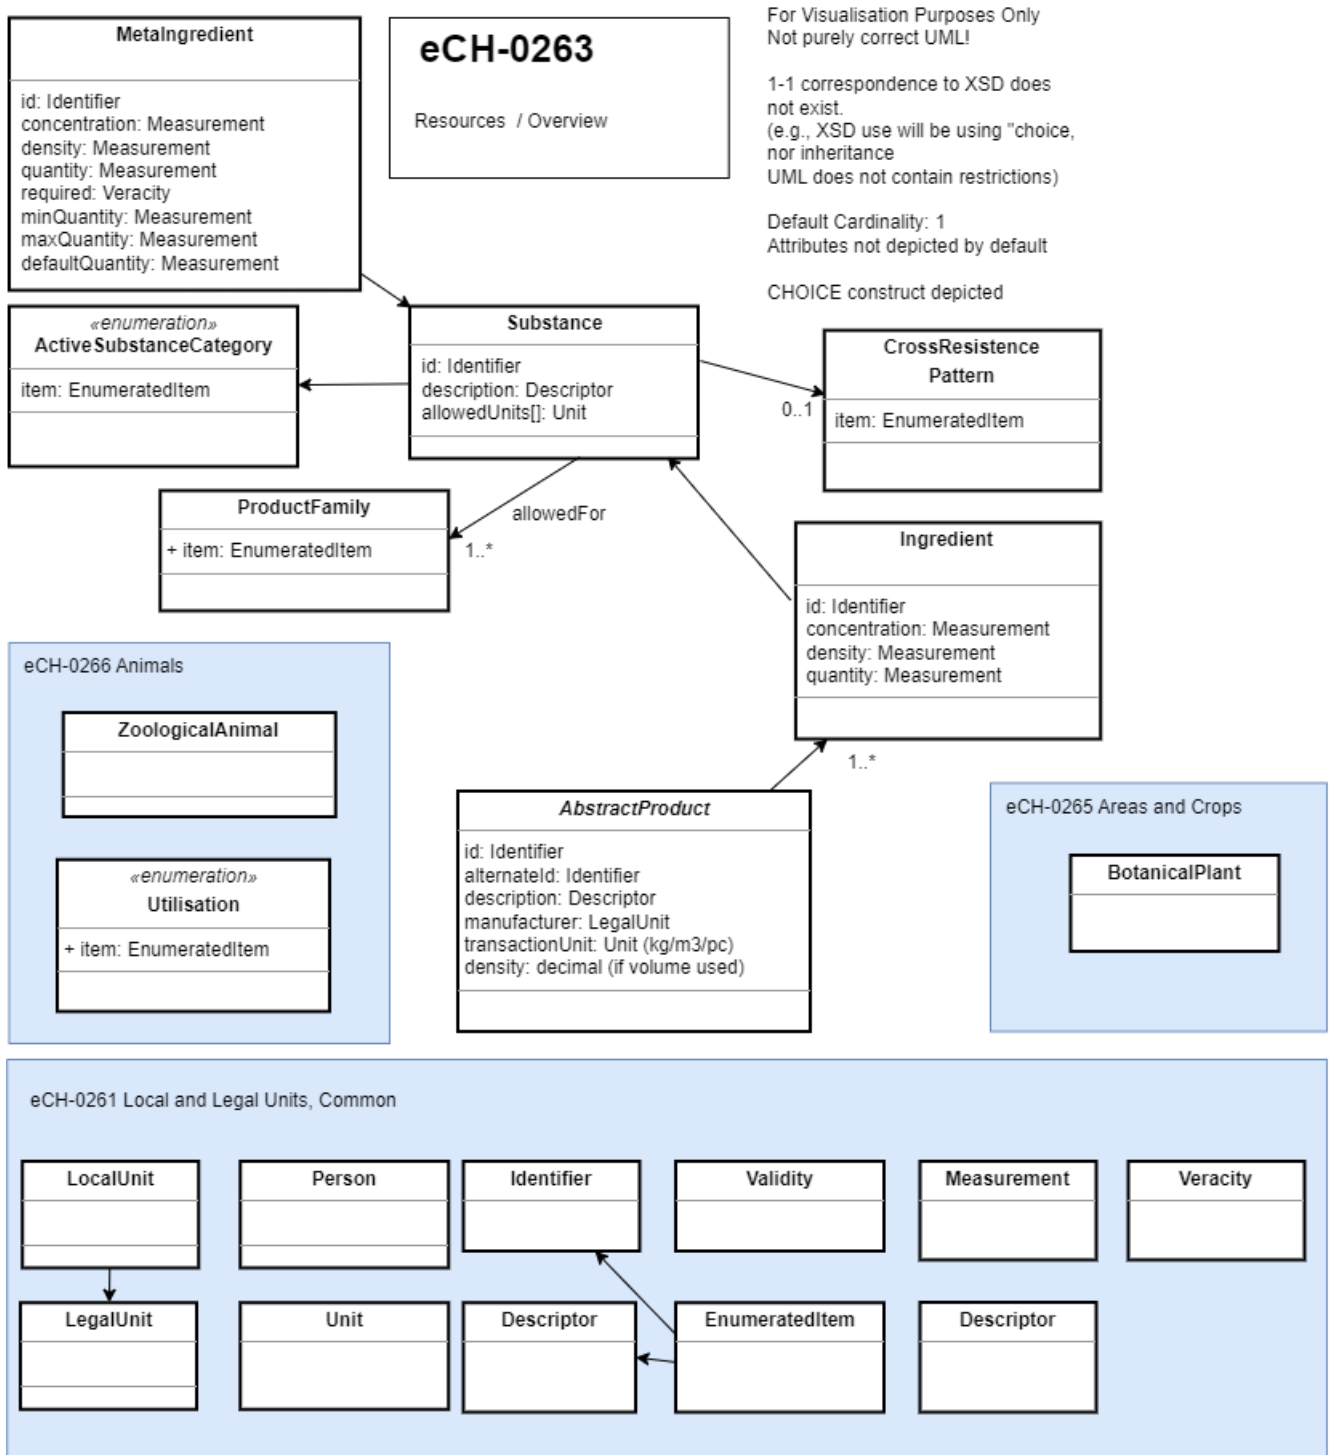 MetaIngredient
id: Identifier
concentration: Measurement
density: Measurement
quantity: Measurement
required: Veracity
minQuantity: Measurement
maxQuantity: Measurement
defaultQuantity: Measurement
eCH-0263
Resources / Overview
For Visualisation Purposes Only
Not purely correct UML!
1-1 correspondence to XSD does
not exist.
(e.g., XSD use will be using "choice,
nor inheritance
UML does not contain restrictions)
Default Cardinality: 1
Attributes not depicted by default
CHOICE construct depicted
«enumeration»
ActiveSubstanceCategory
item: EnumeratedItem
Substance
id: Identifier
description: Descriptor
allowedUnits[]: Unit
CrossResistence
Pattern
item: EnumeratedItem
0..1
ProductFamily
+ item: EnumeratedItem
allowedFor
1..*
Ingredient
id: Identifier
concentration: Measurement
density: Measurement
quantity: Measurement
1..*
eCH-0266 Animals
ZoologicalAnimal
«enumeration»
Utilisation
+ item: EnumeratedItem
AbstractProduct
id: Identifier
alternateId: Identifier
description: Descriptor
manufacturer: LegalUnit
transactionUnit: Unit (kg/m3/pc)
density: decimal (if volume used)
eCH-0265 Areas and Crops
BotanicalPlant
eCH-0261 Local and Legal Units, Common
LocalUnit
Person
Identifier
Validity
Measurement
Veracity
LegalUnit
Unit
Descriptor
EnumeratedItem
Descriptor